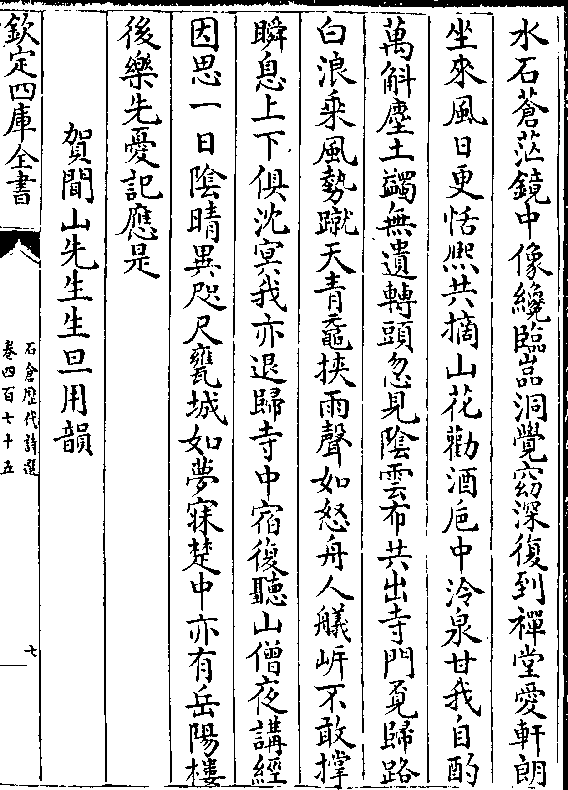 水石蒼茫鏡中像纔臨嵓洞覺窈深復到禪堂愛軒朗
坐來風日更恬熈共摘山花勸酒巵中泠泉甘我自酌
萬斛塵土蠲無遺轉頭忽見陰雲布共出寺門覓歸路
白浪乘風勢蹴天青黿挾雨聲如怒舟人艤㟁不敢撑
瞬息上下俱沈冥我亦退歸寺中宿復聽山僧夜講經
因思一日陰晴異咫尺甕城如夢寐楚中亦有岳陽樓
後樂先憂記應是
賀閒山先生生旦用韻
欽定四庫全書
石倉歴代詩選
卷四百七十五
七